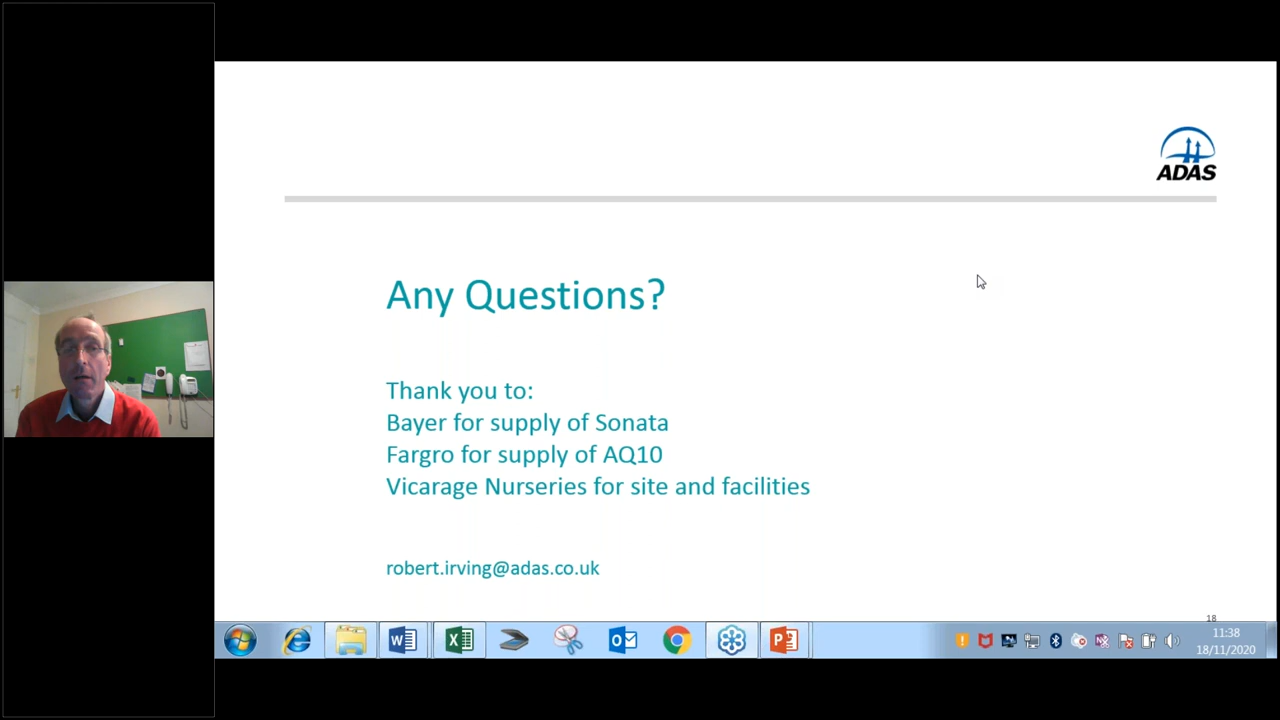 ADAS
Any Questions?
Thank you to:
Bayer for supply of Sonata
Fargro for supply of AQ10
Vicarage Nurseries for site and facilities
robert.irving@adas.co.uk
18
11:38
18/11/2020